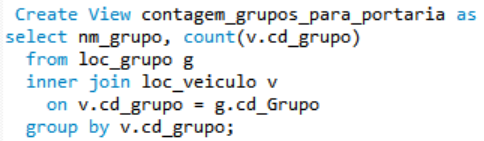 Create View contagem_grupos_para_portaria as
select nm_grupo, count(v.cd_grupo)
from loc_grupo g
inner join loc_veiculo v
on v.cd_grupo = g.cd_Grupo
group by v.cd_grupo;